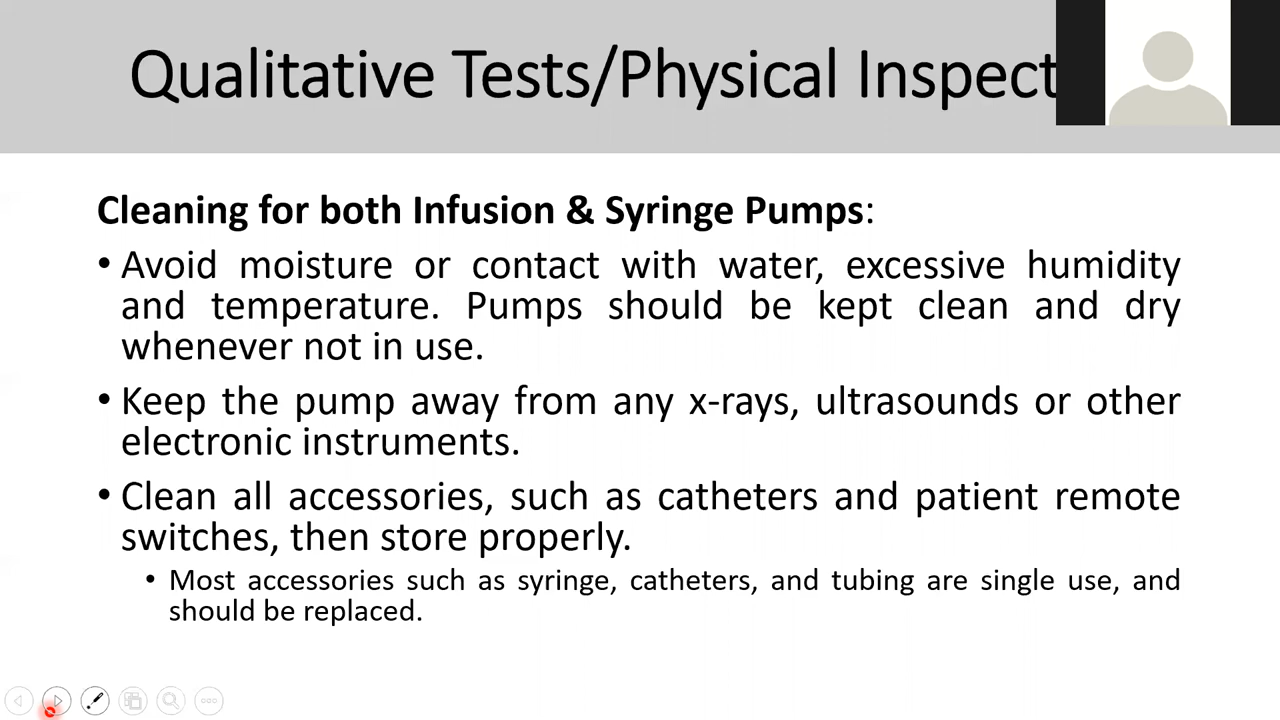 Qualitative Tests/Physical Inspect
Cleaning for both Infusion & Syringe Pumps:
• Avoid moisture or contact with water, excessive humidity
and temperature. Pumps should be kept clean and dry
whenever not in use.
• Keep the pump away from any x-rays, ultrasounds or other
electronic instruments.
• Clean all accessories, such as catheters and patient remote
switches, then store properly.
• Most accessories such as syringe, catheters, and tubing are single use, and
should be replaced.